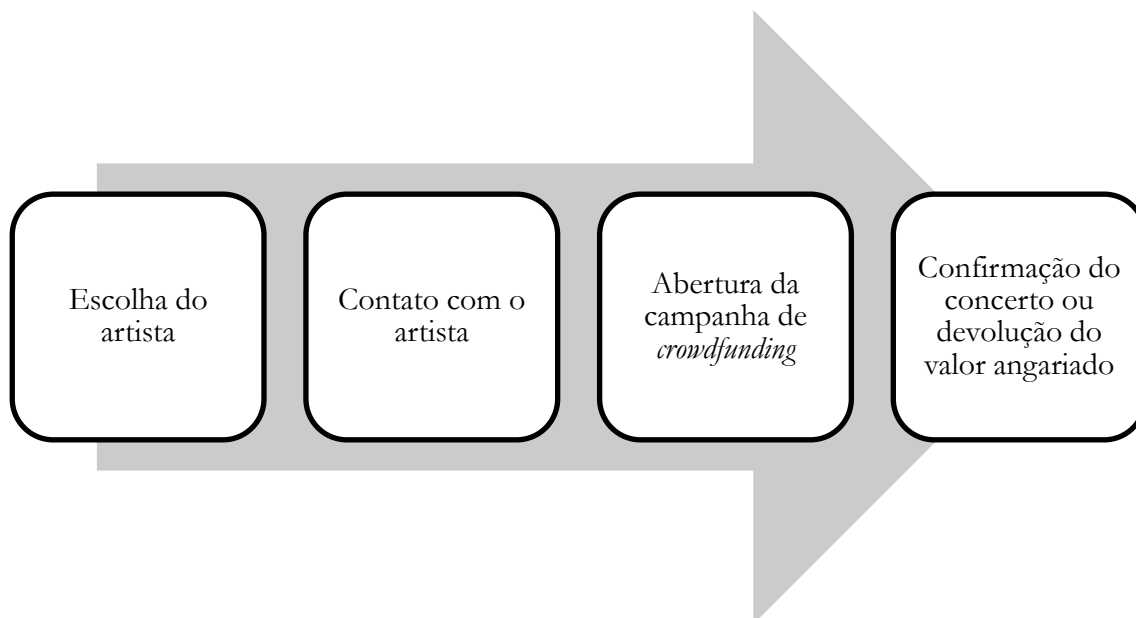 Escolha do
artista
Contato com o
artista
Abertura da
campanha de
crowdfunding
Confirmação do
concerto ou
devolução do
valor angariado